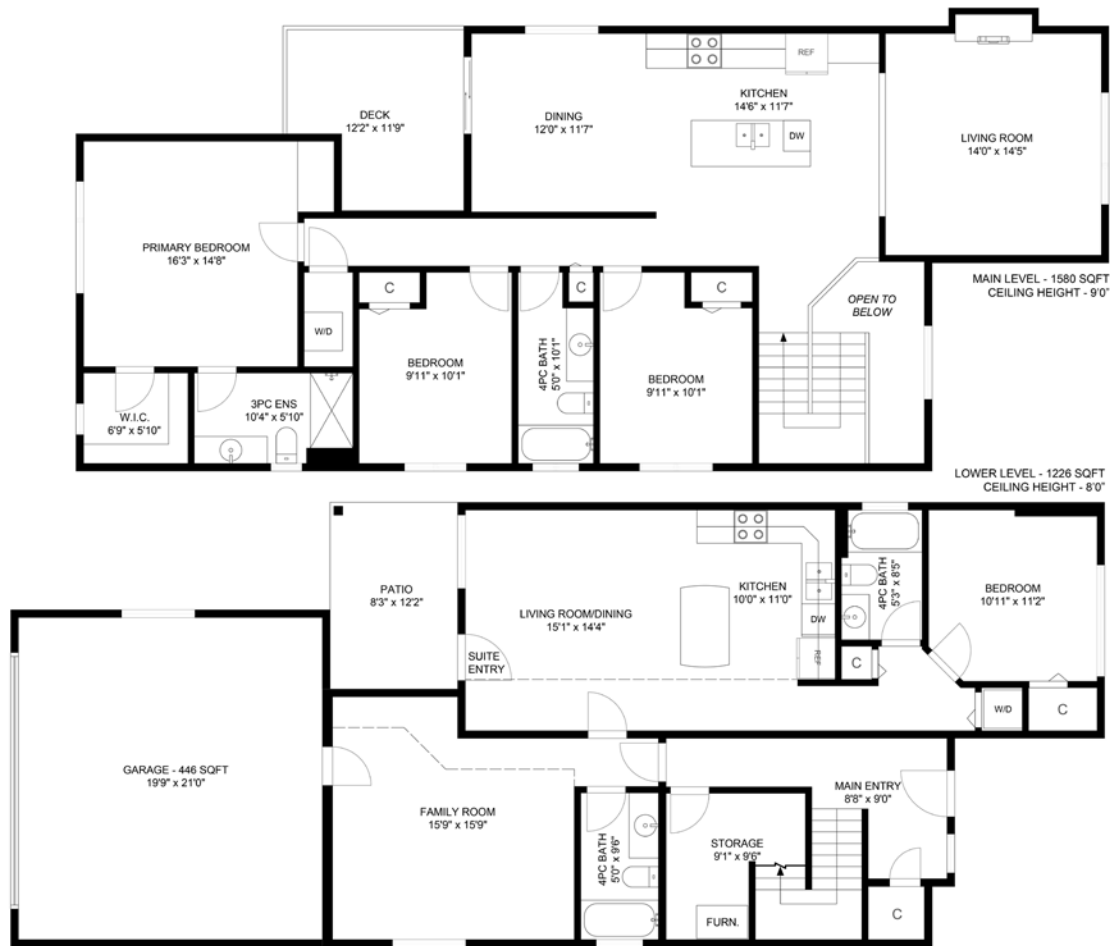 DECK
12'2" x 11'9"
DINING
12'0" x 11'7"
KITCHEN
14'6" x 11'7"
REF
DW
LIVING ROOM
14'0" x 14'5"
PRIMARY BEDROOM
16'3" x 14'8"
MAIN LEVEL - 1580 SQFT
CEILING HEIGHT - 9'0"
W/D
C
BEDROOM
9'11" x 10'1"
4PC BATH
5'0" x 10'1"
C
C
BEDROOM
9'11" x 10'1"
OPEN TO
BELOW
W.I.C.
6'9" x 5'10"
3PC ENS
10'4" x 5'10"
LOWER LEVEL - 1226 SQFT
CEILING HEIGHT - 8'0"
PATIO
8'3" x 12'2"
LIVING ROOM/DINING
15'1" x 14'4"
SUITE
ENTRY
KITCHEN
10'0" x 11'0"
DW
REF
4PC BATH
5'3" x 8'5"
BEDROOM
10'11" x 11'2"
C
W/D
C
GARAGE - 446 SQFT
19'9" x 21'0"
FAMILY ROOM
15'9" x 15'9"
4PC BATH
5'0" x 9'6"
STORAGE
9'1" x 9'6"
FURN.
MAIN ENTRY
8'8" x 9'0"
C